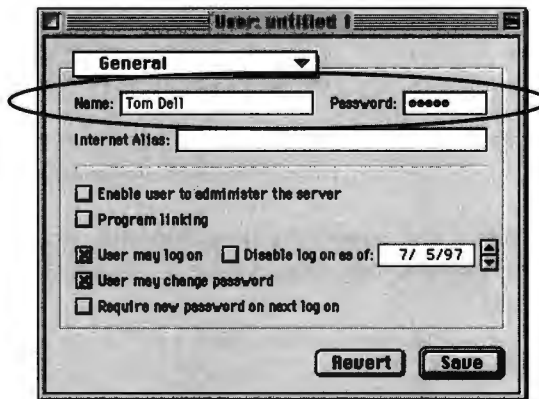 User: untitled 1
General
Name: Tom Dell Password: •••••
Internet Alias:
Enable user to administer the server
Program linking
User may log on Disable log on as of: 7/ 5/97
User may change password
Require new password on next log on
Revert Save